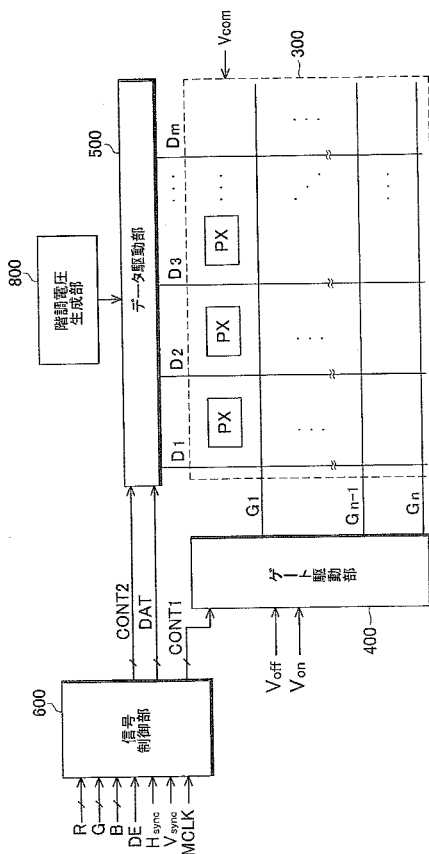 800
階調電圧
生成部
500
データ駆動部
600
信号
制御部
R
G
B
DE
Hsync
Vsync
MCLK
CONT2
DAT
CONT1
Voff
Von
400
ゲート駆動部
D1
D2
D3
Dm
Vcom
300
PX
PX
PX
G1
Gn-1
Gn